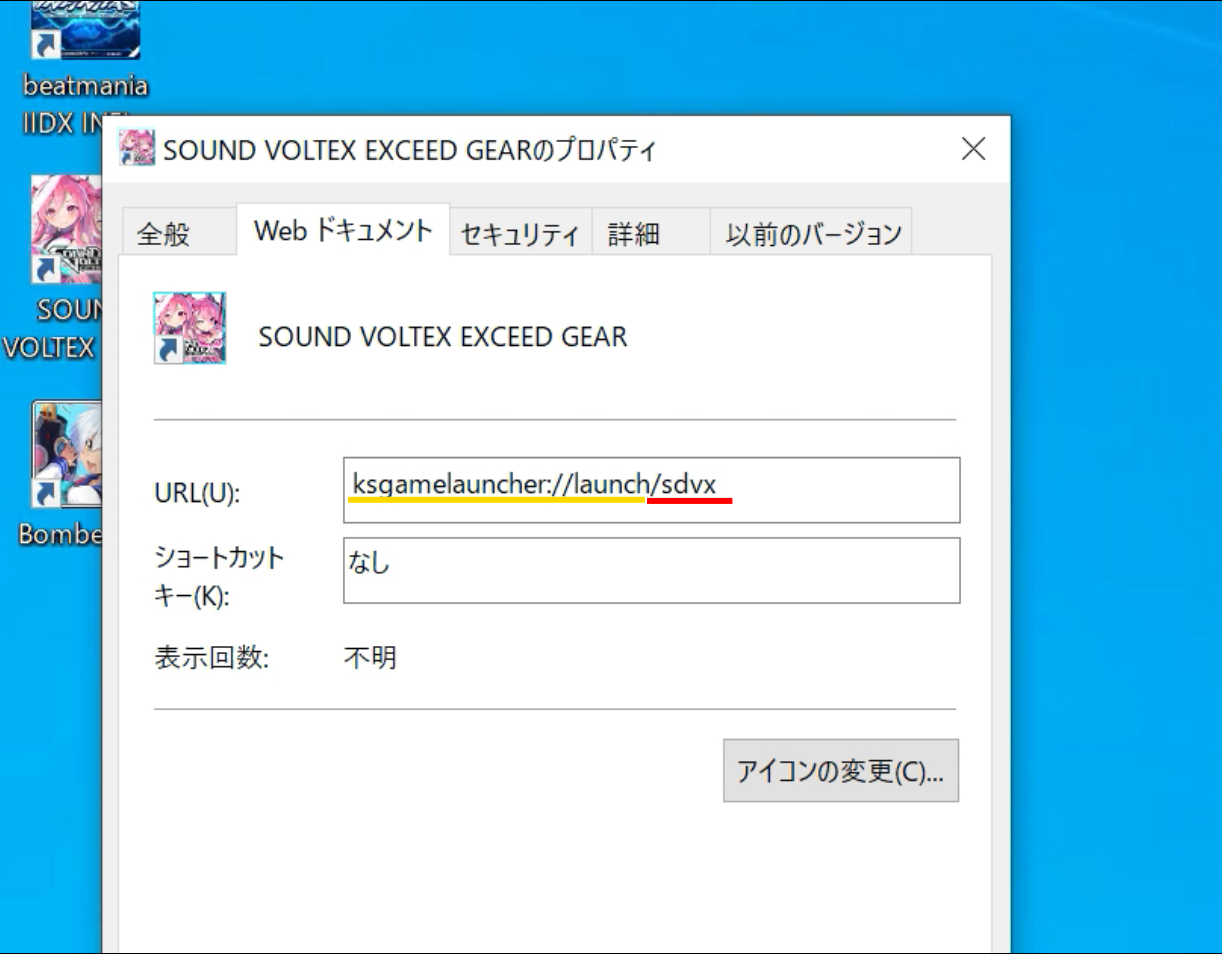 beatmania
IIDX IN
SOUND VOLTEX EXCEED GEARのプロパティ
全般
Web ドキュメント
セキュリティ
詳細
以前のバージョン
SOUND VOLTEX EXCEED GEAR
SOUN
VOLTEX
URL(U):
ksgamelauncher://launch/sdvx
Bombe
ショートカット
キー(K):
なし
表示回数:
不明
アイコンの変更(C)...